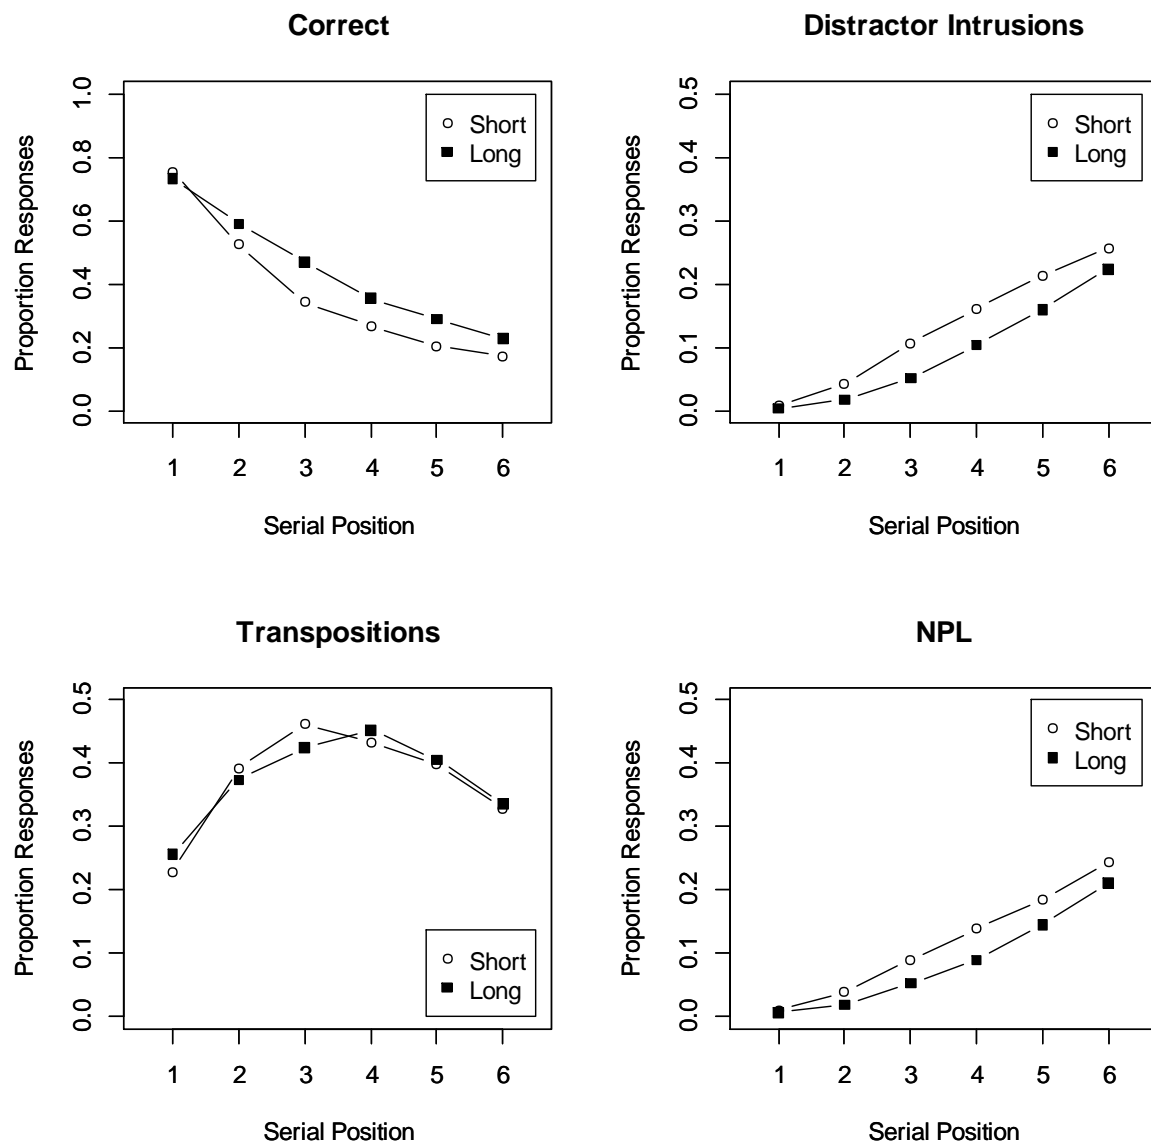 Correct
Proportion Responses
1.0
0.8
0.6
0.4
0.2
0.0
Short
Long
1 2 3 4 5 6
Serial Position
Distractor Intrusions
Proportion Responses
0.5
0.4
0.3
0.2
0.1
0.0
Short
Long
1 2 3 4 5 6
Serial Position
Transpositions
Proportion Responses
0.5
0.4
0.3
0.2
0.1
0.0
Short
Long
1 2 3 4 5 6
Serial Position
NPL
Proportion Responses
0.5
0.4
0.3
0.2
0.1
0.0
Short
Long
1 2 3 4 5 6
Serial Position